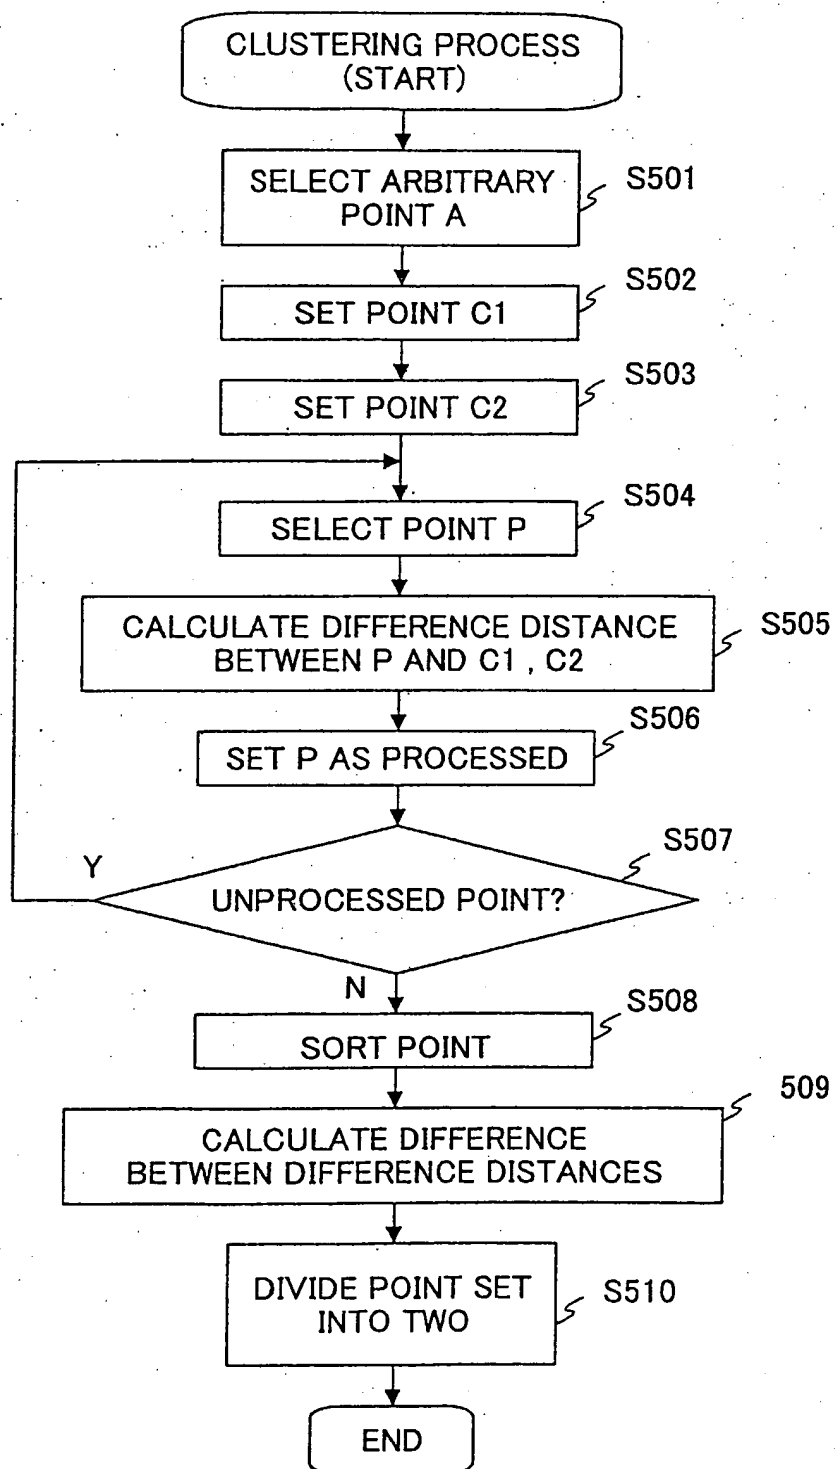 CLUSTERING PROCESS
(START)
SELECT ARBITRARY
POINT A
S501
SET POINT C1
S502
SET POINT C2
S503
SELECT POINT P
S504
CALCULATE DIFFERENCE DISTANCE
BETWEEN P AND C1 , C2
S505
SET P AS PROCESSED
S506
UNPROCESSED POINT?
S507
Y
N
SORT POINT
S508
CALCULATE DIFFERENCE
BETWEEN DIFFERENCE DISTANCES
509
DIVIDE POINT SET
INTO TWO
S510
END